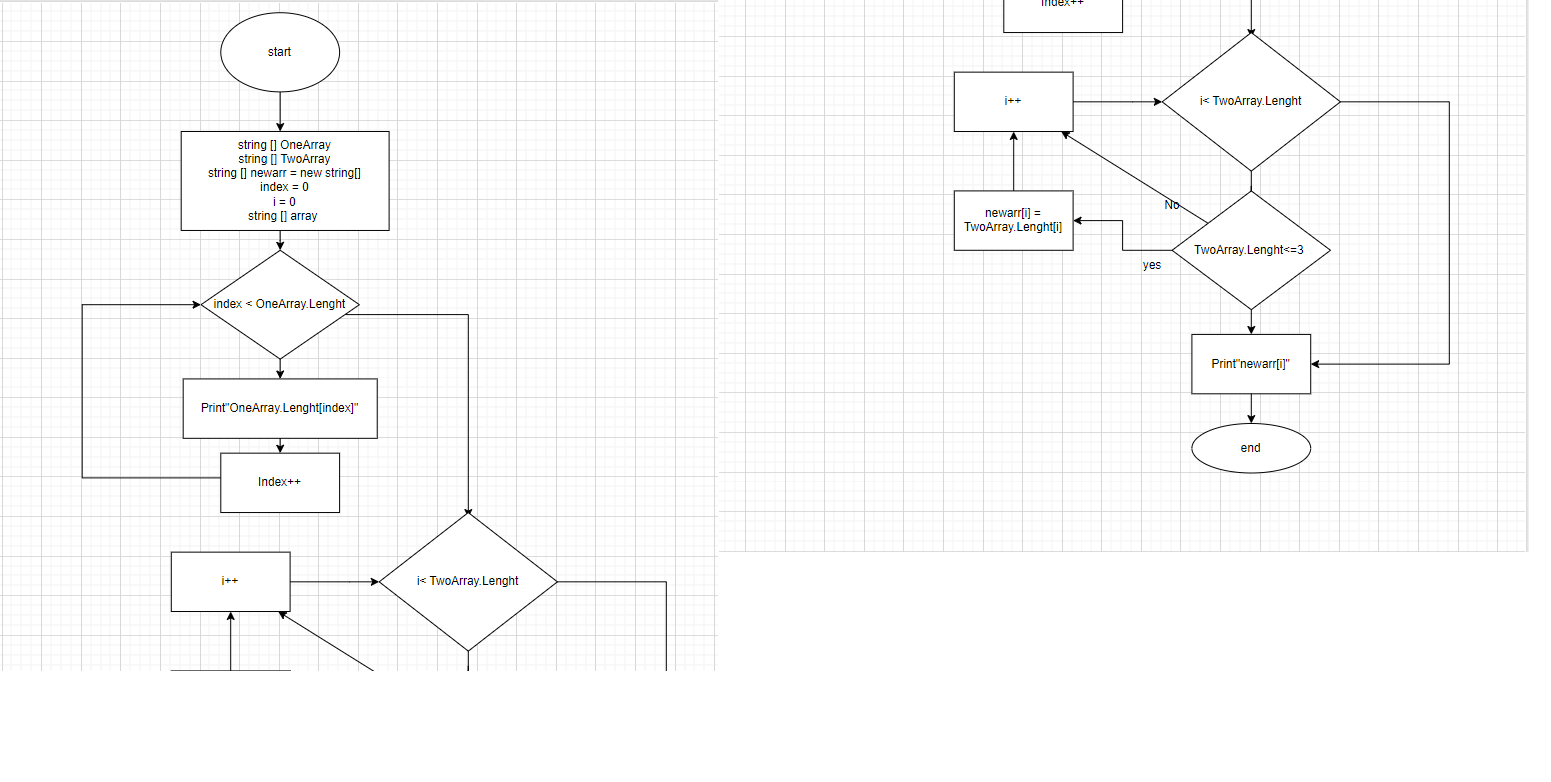 start
string [] OneArray
string [] TwoArray
string [] newarr = new string[]
index = 0
i = 0
string [] array
index < OneArray.Lenght
Print"OneArray.Lenght[index]"
Index++
i++
i< TwoArray.Lenght
Index++
i++
i< TwoArray.Lenght
No
newarr[i] =
TwoArray.Lenght[i]
TwoArray.Lenght<=3
yes
Print"newarr[i]"
end